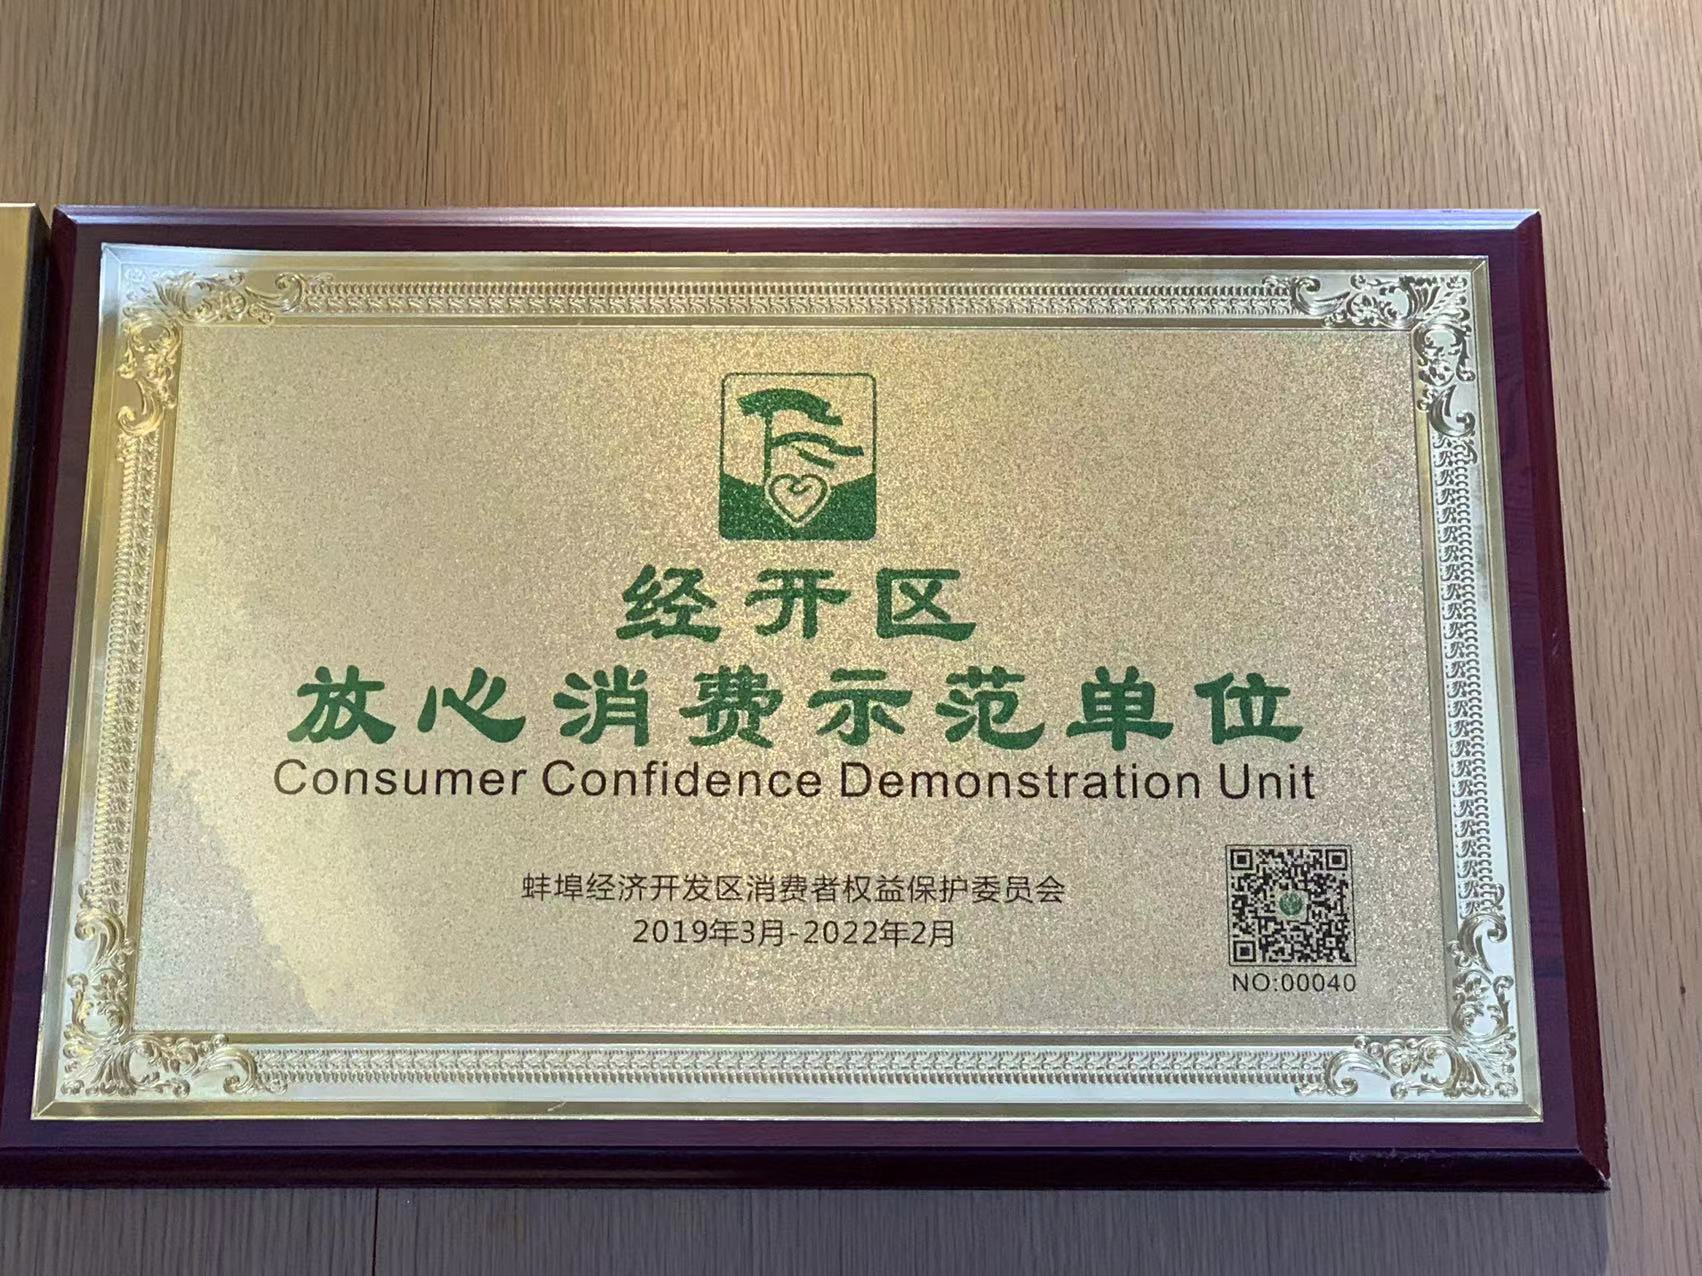 经开区
放心消费示范单位
Consumer Confidence Demonstration Unit
蚌埠经济开发区消费者权益保护委员会
2019年3月-2022年2月
NO:00040